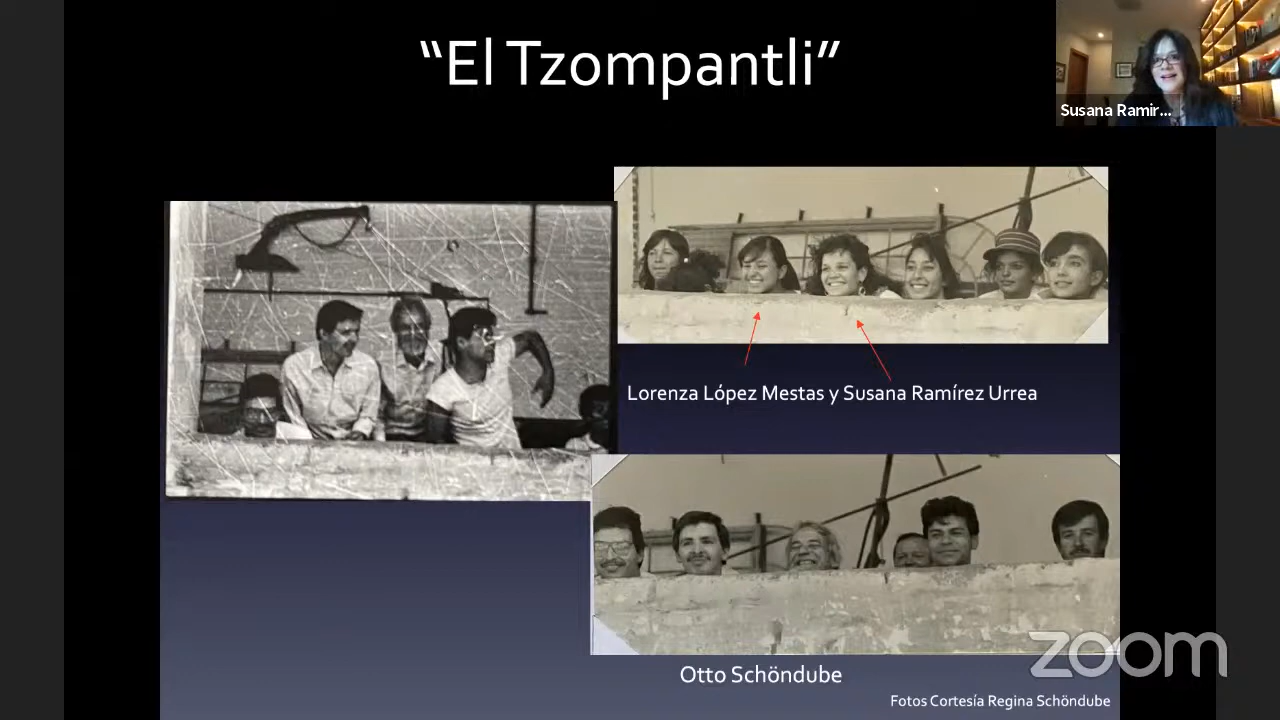 “El Tzompantli”
Susana Ramir...
Lorenza López Mestas y Susana Ramírez Urrea
Otto Schöndube
zoom
Fotos Cortesía Regina Schöndube